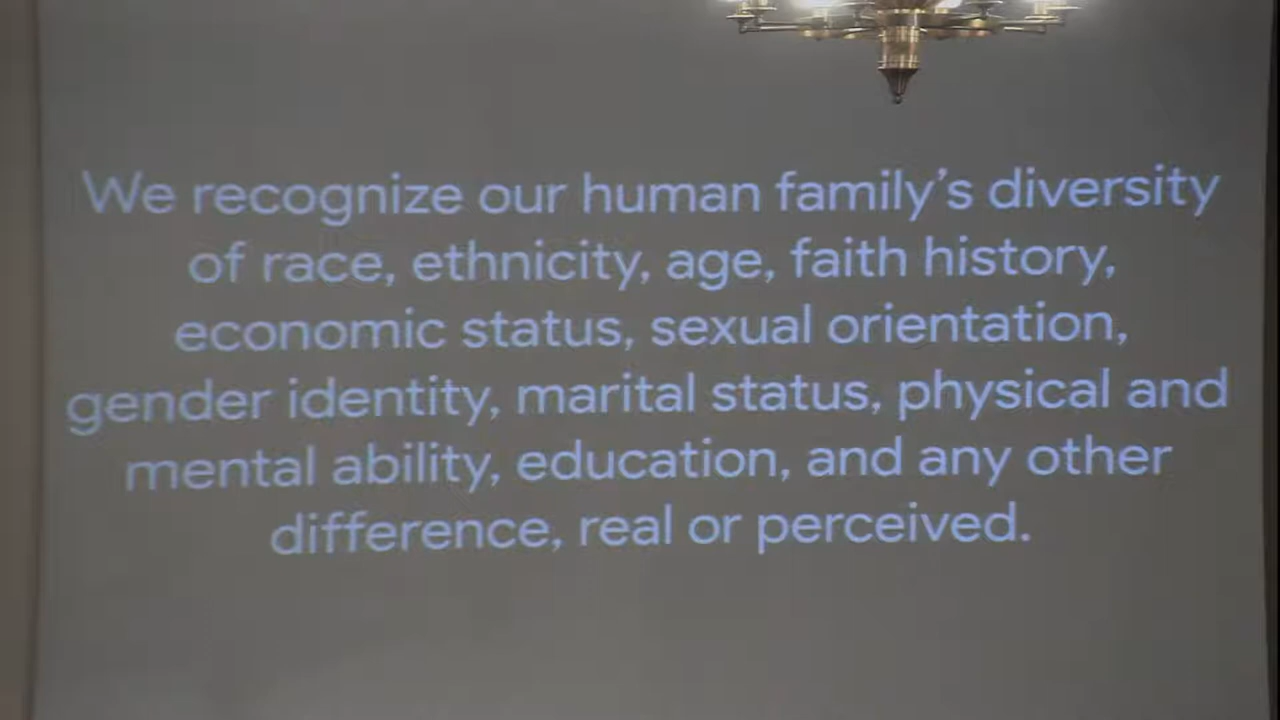 We recognize our human family’s diversity
of race, ethnicity, age, faith history,
economic status, sexual orientation,
gender identity, marital status, physical and
mental ability, education, and any other
difference, real or perceived.